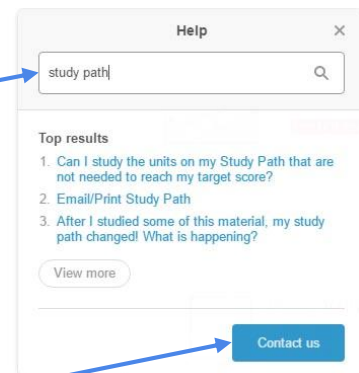 Help
study path
Top results
1. Can I study the units on my Study Path that are
not needed to reach my target score?
2. Email/Print Study Path
3. After I studied some of this material, my study
path changed! What is happening?
View more
Contact us